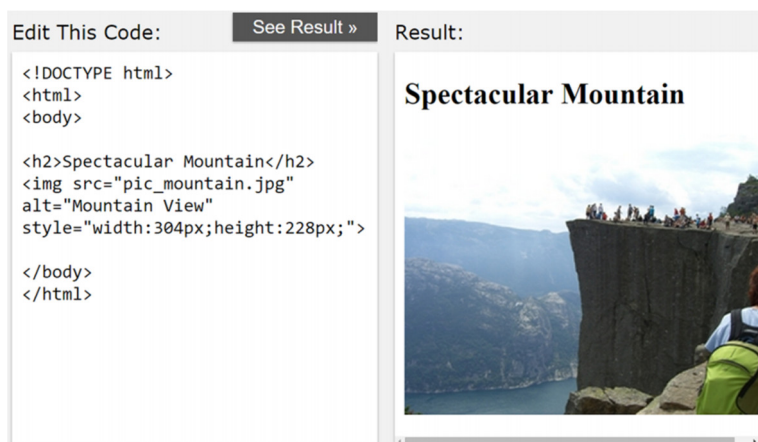 Edit This Code:
See Result »
<!DOCTYPE html>
<html>
<body>
<h2>Spectacular Mountain</h2>
<img src="pic_mountain.jpg"
alt="Mountain View"
style="width:304px;height:228px;">
</body>
</html>
Result:
Spectacular Mountain